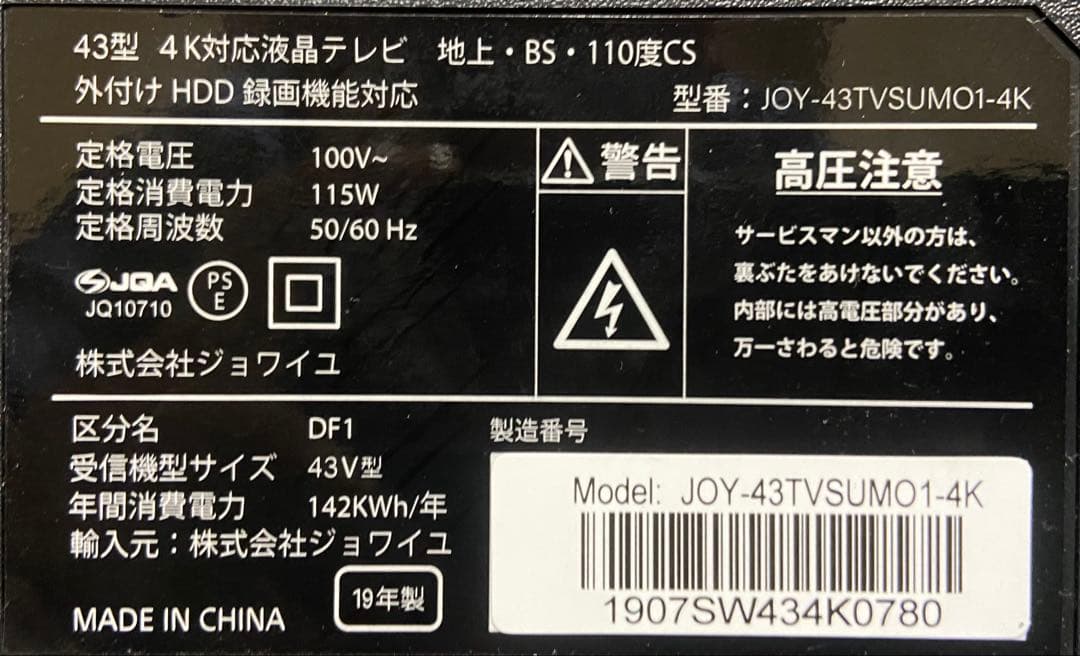 43型 4K対応液晶テレビ 地上・BS・110度CS
外付け HDD 録画機能対応
型番：JOY-43TVSUMO1-4K
定格電圧 100V~
定格消費電力 115W
定格周波数 50/60 Hz
JQA
JQ10710
PS
E
株式会社ジョワイユ
警告
高圧注意
サービスマン以外の方は、
裏ぶたをあけないでください。
内部には高電圧部分があり、
万一さわると危険です。
区分名 DF1
受信機型サイズ 43V型
年間消費電力 142KWh/年
輸入元：株式会社ジョワイユ
MADE IN CHINA
19年製
製造番号
Model: JOY-43TVSUMO1-4K
1907SW434K0780